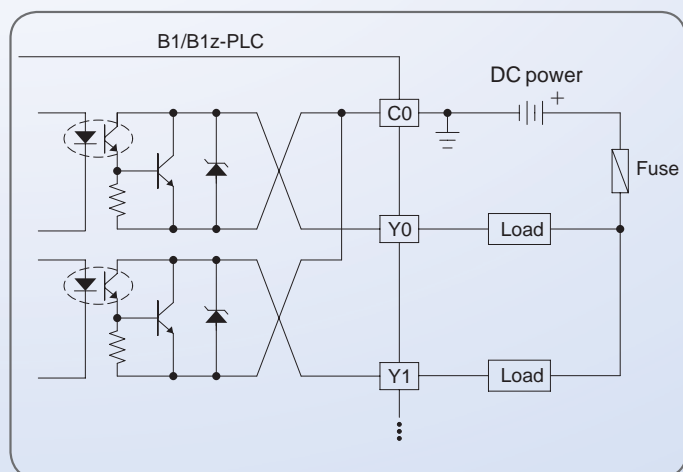 B1/B1z-PLC
DC power
C0
+
Fuse
Y0
Load
Y1
Load